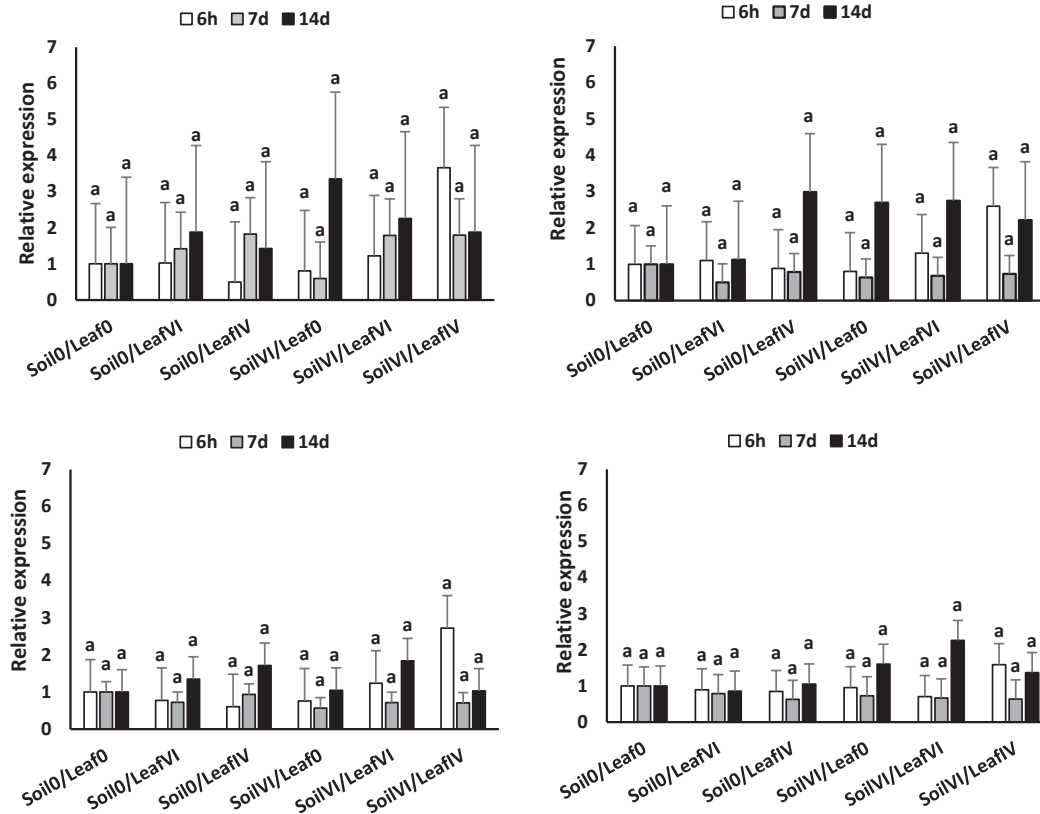 6h 7d 14d
Relative expression
7
6
5
4
3
2
1
0
a a a a a a a a a a a a a a a a a a
Soil0/Leaf0 Soil0/LeafVI Soil0/LeafIV SoilVI/Leaf0 SoilVI/LeafVI SoilVI/LeafIV
6h 7d 14d
Relative expression
7
6
5
4
3
2
1
0
a a a a a a a a a a a a a a a a a a
Soil0/Leaf0 Soil0/LeafVI Soil0/LeafIV SoilVI/Leaf0 SoilVI/LeafVI SoilVI/LeafIV
6h 7d 14d
Relative expression
7
6
5
4
3
2
1
0
a a a a a a a a a a a a a a a a a a
Soil0/Leaf0 Soil0/LeafVI Soil0/LeafIV SoilVI/Leaf0 SoilVI/LeafVI SoilVI/LeafIV
6h 7d 14d
Relative expression
7
6
5
4
3
2
1
0
a a a a a a a a a a a a a a a a a a
Soil0/Leaf0 Soil0/LeafVI Soil0/LeafIV SoilVI/Leaf0 SoilVI/LeafVI SoilVI/LeafIV